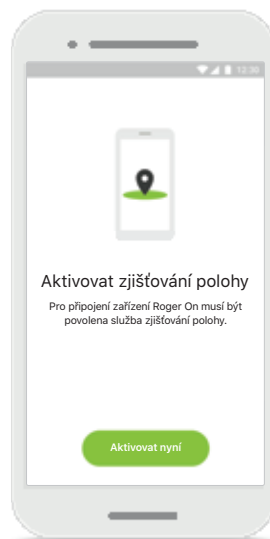 12:30
Aktivovat zjišťování polohy
Pro připojení zařízení Roger On musí být
povolena služba zjišťování polohy.
Aktivovat nyní